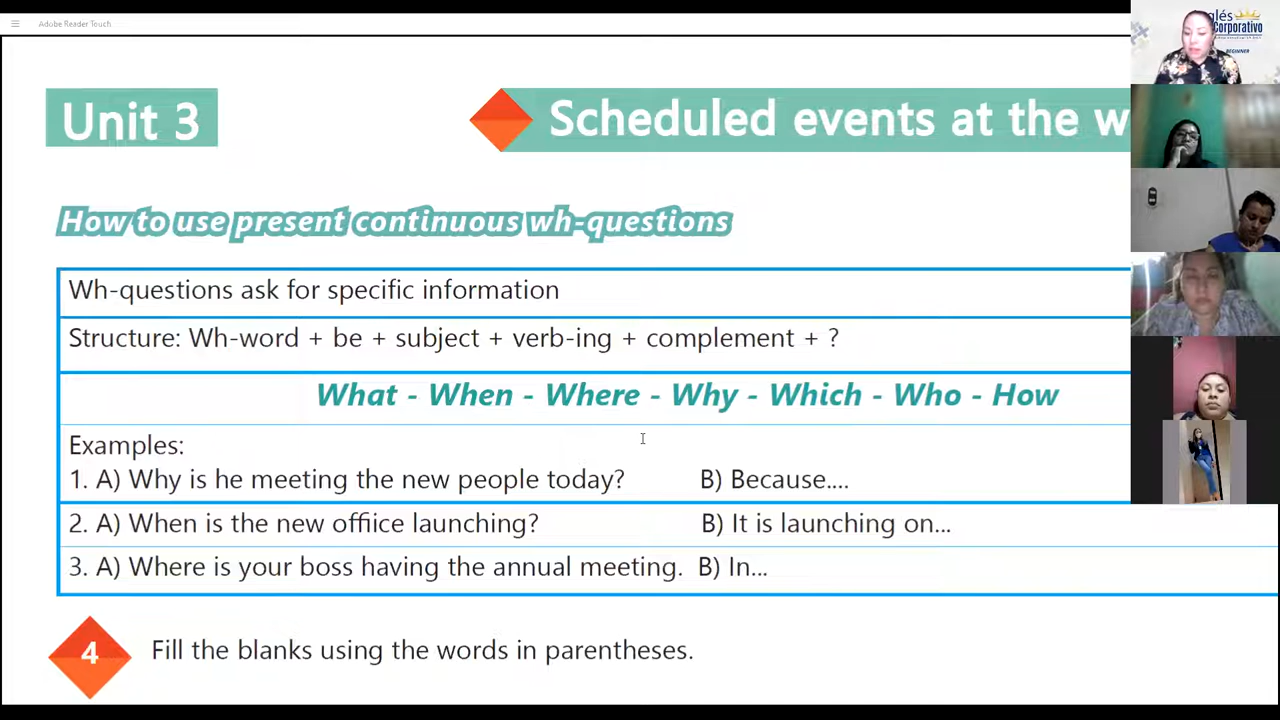 Adobe Reader Touch
glés
Corporativo
BEGINNER
Unit 3
Scheduled events at the w
How to use present continuous wh-questions
Wh-questions ask for specific information
Structure: Wh-word + be + subject + verb-ing + complement + ?
What - When - Where - Why - Which - Who - How
Examples:
1. A) Why is he meeting the new people today? B) Because....
2. A) When is the new office launching? B) It is launching on...
3. A) Where is your boss having the annual meeting. B) In...
4 Fill the blanks using the words in parentheses.